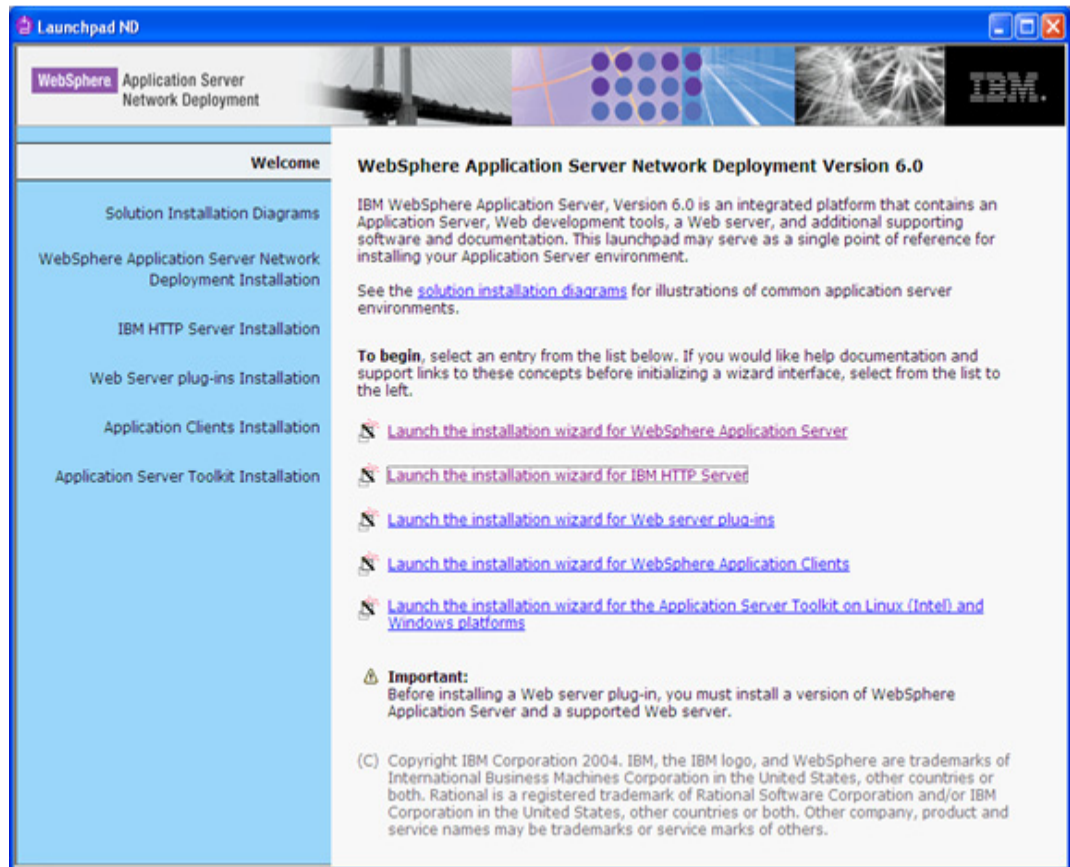 Launchpad ND
WebSphere Application Server
Network Deployment
IBM.
Welcome
Solution Installation Diagrams
WebSphere Application Server Network
Deployment Installation
IBM HTTP Server Installation
Web Server plug-ins Installation
Application Clients Installation
Application Server Toolkit Installation
WebSphere Application Server Network Deployment Version 6.0
IBM WebSphere Application Server, Version 6.0 is an integrated platform that contains an
Application Server, Web development tools, a Web server, and additional supporting
software and documentation. This launchpad may serve as a single point of reference for
installing your Application Server environment.
See the solution installation diagrams for illustrations of common application server
environments.
To begin, select an entry from the list below. If you would like help documentation and
support links to these concepts before initializing a wizard interface, select from the list to
the left.
Launch the installation wizard for WebSphere Application Server
Launch the installation wizard for IBM HTTP Server
Launch the installation wizard for Web server plug-ins
Launch the installation wizard for WebSphere Application Clients
Launch the installation wizard for the Application Server Toolkit on Linux (Intel) and
Windows platforms
Important:
Before installing a Web server plug-in, you must install a version of WebSphere
Application Server and a supported Web server.
(C) Copyright IBM Corporation 2004. IBM, the IBM logo, and WebSphere are trademarks of
International Business Machines Corporation in the United States, other countries or
both. Rational is a registered trademark of Rational Software Corporation and/or IBM
Corporation in the United States, other countries or both. Other company, product and
service names may be trademarks or service marks of others.